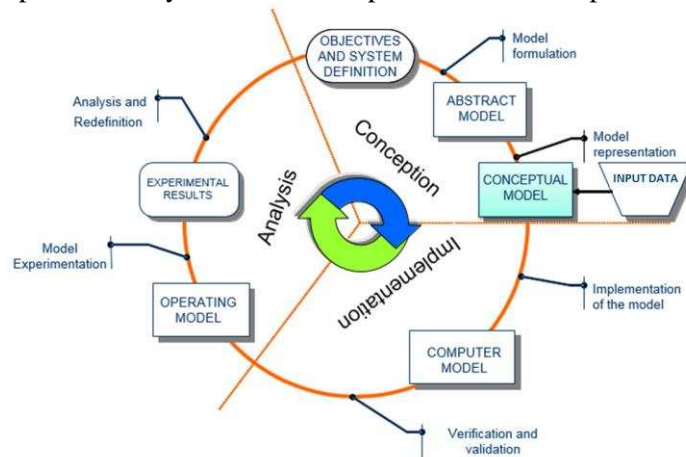 OBJECTIVES
AND SYSTEM
DEFINITION
Model
formulation
ABSTRACT
MODEL
Model
representation
CONCEPTUAL
MODEL
INPUT DATA
Implementation
of the model
COMPUTER
MODEL
Verification and
validation
OPERATING
MODEL
Model
Experimentation
EXPERIMENTAL
RESULTS
Analysis and
Redefinition
Conception
Implementation
Analysis